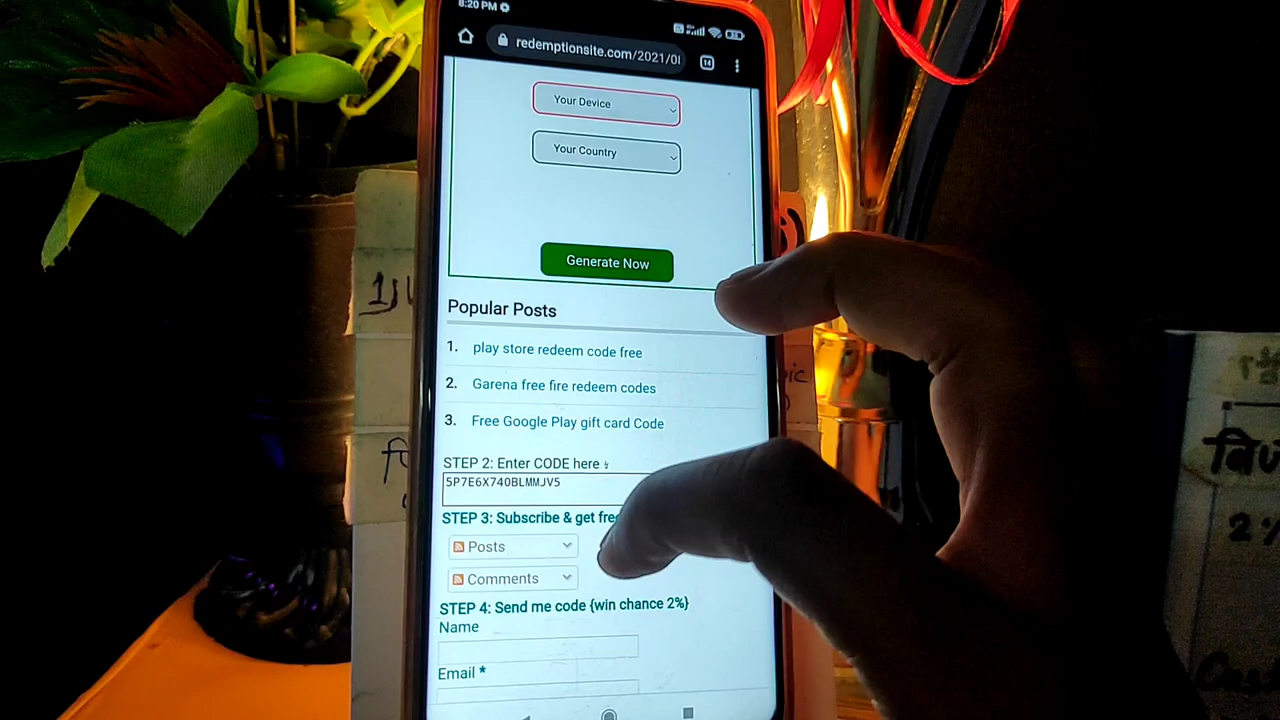 8:20 PM
redemptionsite.com/2021/0
14
Your Device
Your Country
Generate Now
Popular Posts
1. play store redeem code free
2. Garena free fire redeem codes
3. Free Google Play gift card Code
STEP 2: Enter CODE here
5P7E6X740BLMMJV5
STEP 3: Subscribe & get fre
Posts
Comments
STEP 4: Send me code {win chance 2%}
Name
Email *